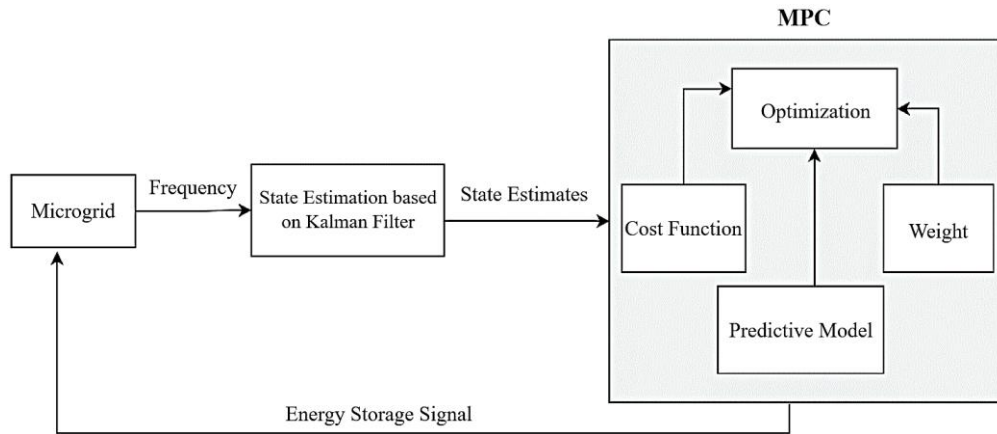 MPC
Optimization
Frequency
State Estimation based
on Kalman Filter
State Estimates
Microgrid
Cost Function
Weight
Predictive Model
Energy Storage Signal